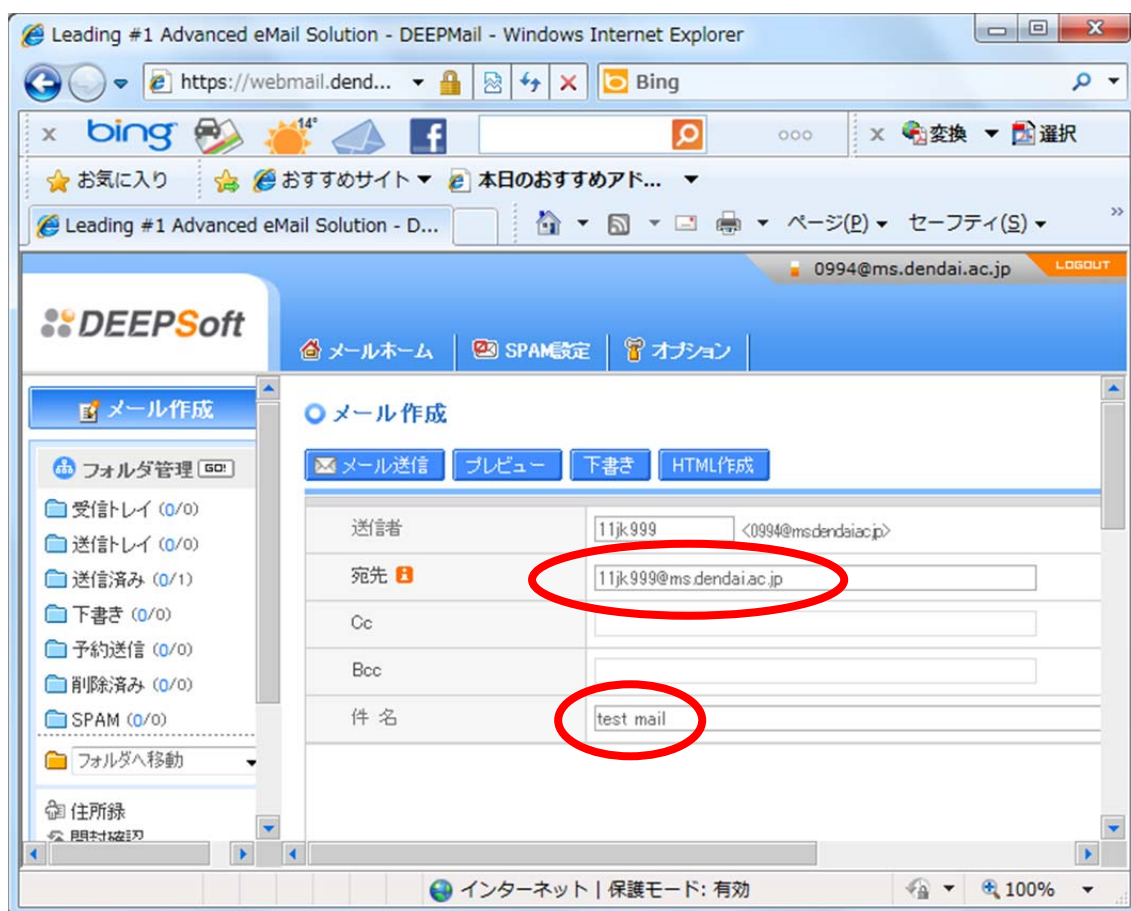 Leading #1 Advanced eMail Solution - DEEPMail - Windows Internet Explorer
https://webmail.dend...
Bing
x bing 14° f
x 変換 選択
お気に入り おすすめサイト 本日のおすすめアド...
Leading #1 Advanced eMail Solution - D...
ページ(P) セーフティ(S) »
0994@ms.dendai.ac.jp LOGOUT
DEEPSoft
メールホーム SPAM設定 オプション
メール作成
フォルダ管理 GO!
受信トレイ (0/0)
送信トレイ (0/0)
送信済み (0/1)
下書き (0/0)
予約送信 (0/0)
削除済み (0/0)
SPAM (0/0)
フォルダへ移動
住所録
開封確認
メール作成
メール送信 プレビュー 下書き HTML作成
送信者 11jk999 <0994@ms.dendai.ac.jp>
宛先 11jk999@ms.dendai.ac.jp
Cc
Bcc
件 名 test mail
インターネット | 保護モード: 有効
100%